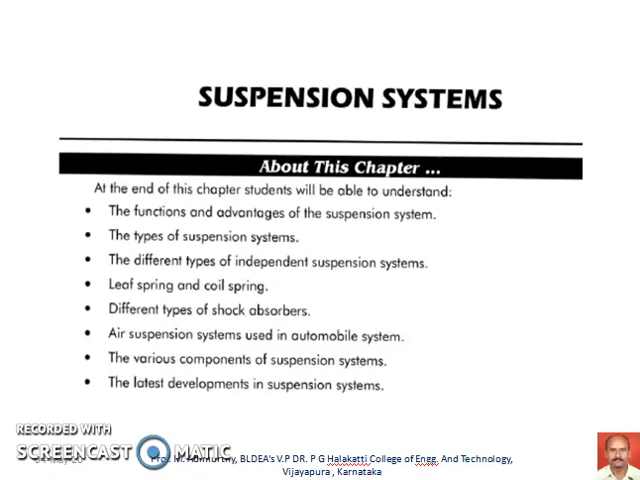 SUSPENSION SYSTEMS
About This Chapter ...
At the end of this chapter students will be able to understand:
• The functions and advantages of the suspension system.
• The types of suspension systems.
• The different types of independent suspension systems.
• Leaf spring and coil spring.
• Different types of shock absorbers.
• Air suspension systems used in automobile system.
• The various components of suspension systems.
• The latest developments in suspension systems.
RECORDED WITH
SCREENCAST MATIC
Prof. M. BLDEA's V.P DR. P G Halakatti College of Engg. And Technology,
Vijayapura , Karnataka